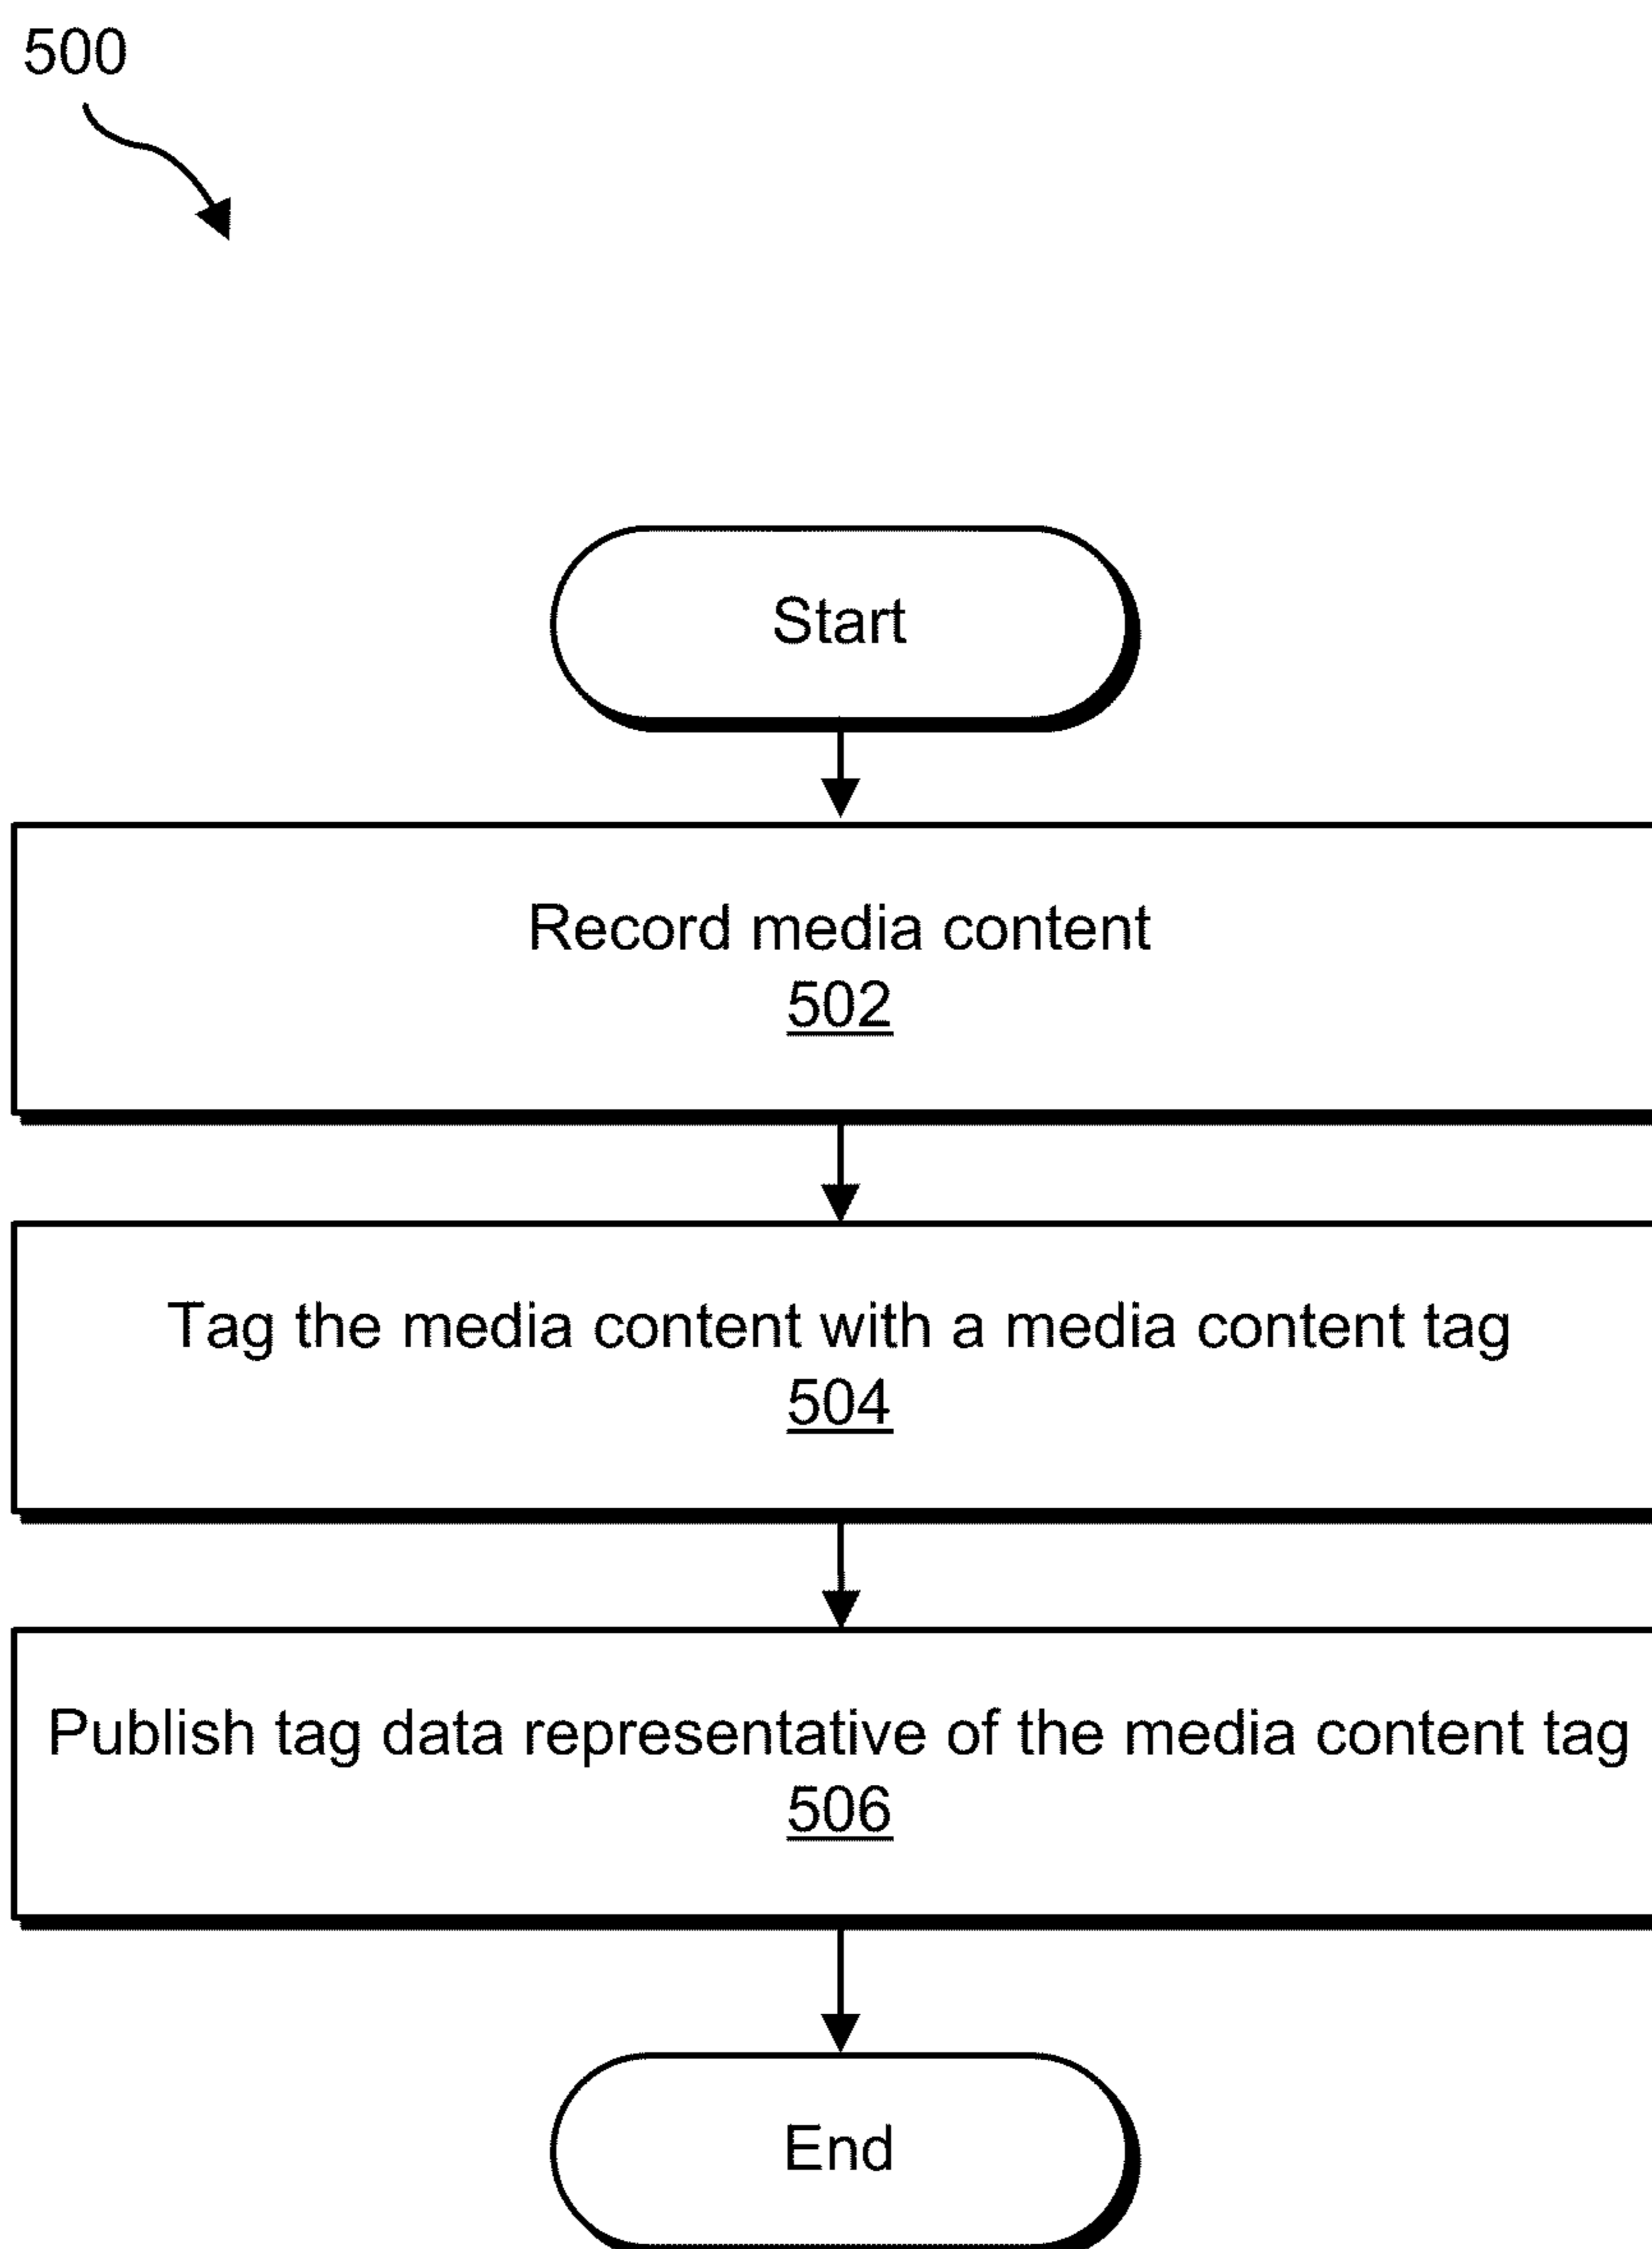 500
Start
Record media content
502
Tag the media content with a media content tag
504
Publish tag data representative of the media content tag
506
End